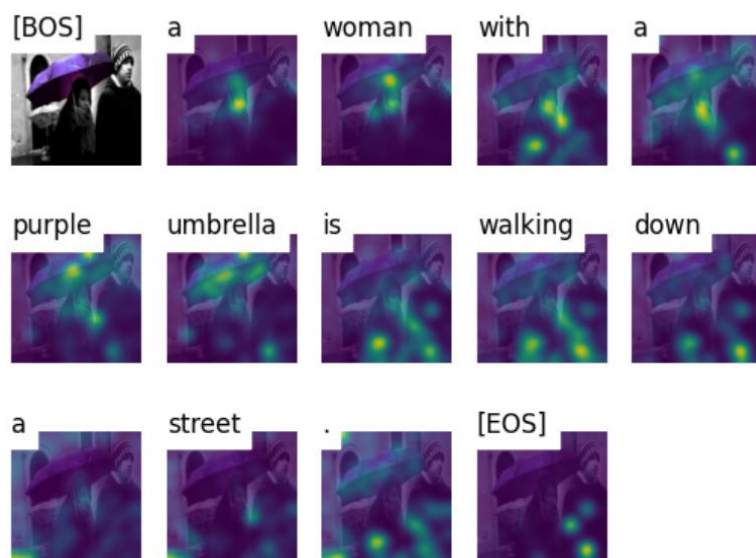 [BOS] a woman with a
purple umbrella is walking down
a street . [EOS]